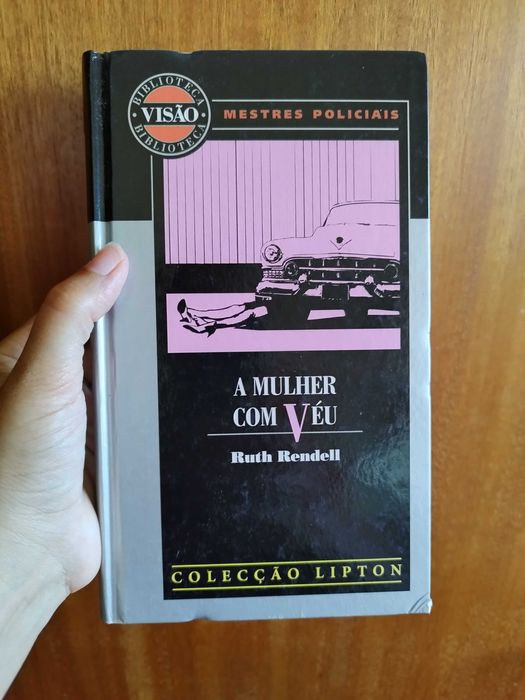 BIBLIOTECA
VISÃO
BIBLIOTECA
MESTRES POLICIAIS
A MULHER
COM VÉU
Ruth Rendell
COLECÇÃO LIPTON